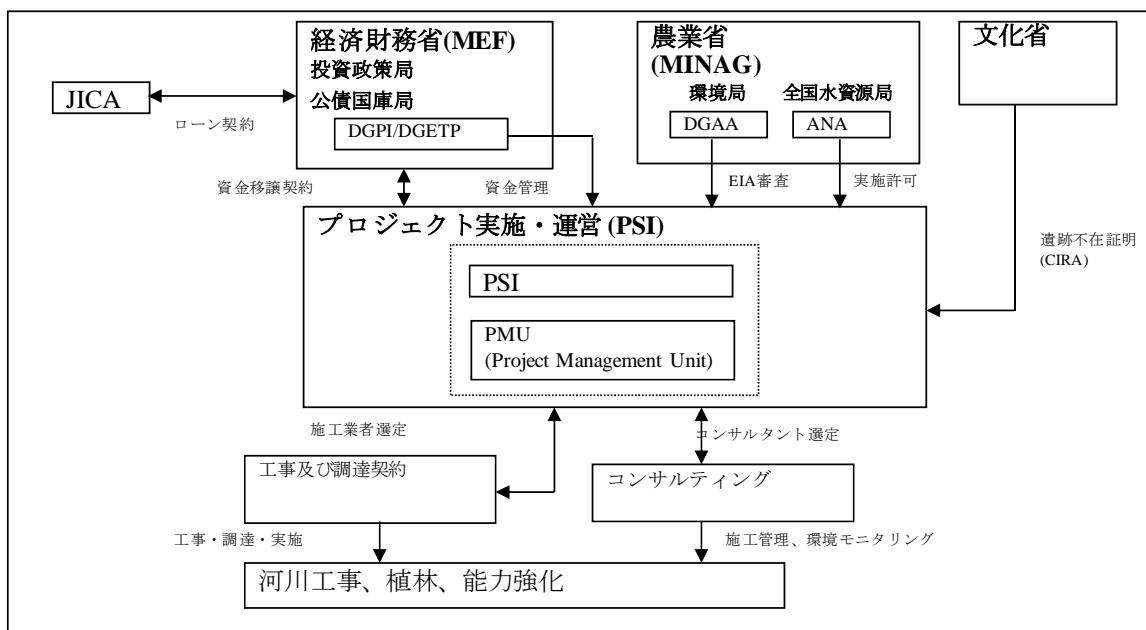 経済財務省(MEF)
投資政策局
公債国庫局
DGPI/DGETP
農業省
(MINAG)
環境局
全国水資源局
DGAA
ANA
文化省
JICA
ローン契約
資金移譲契約
資金管理
EIA審査
実施許可
プロジェクト実施・運営 (PSI)
PSI
PMU
(Project Management Unit)
遺跡不在証明
(CIRA)
施工業者選定
コンサルタント選定
工事及び調達契約
コンサルティング
工事・調達・実施
施工管理、環境モニタリング
河川工事、植林、能力強化